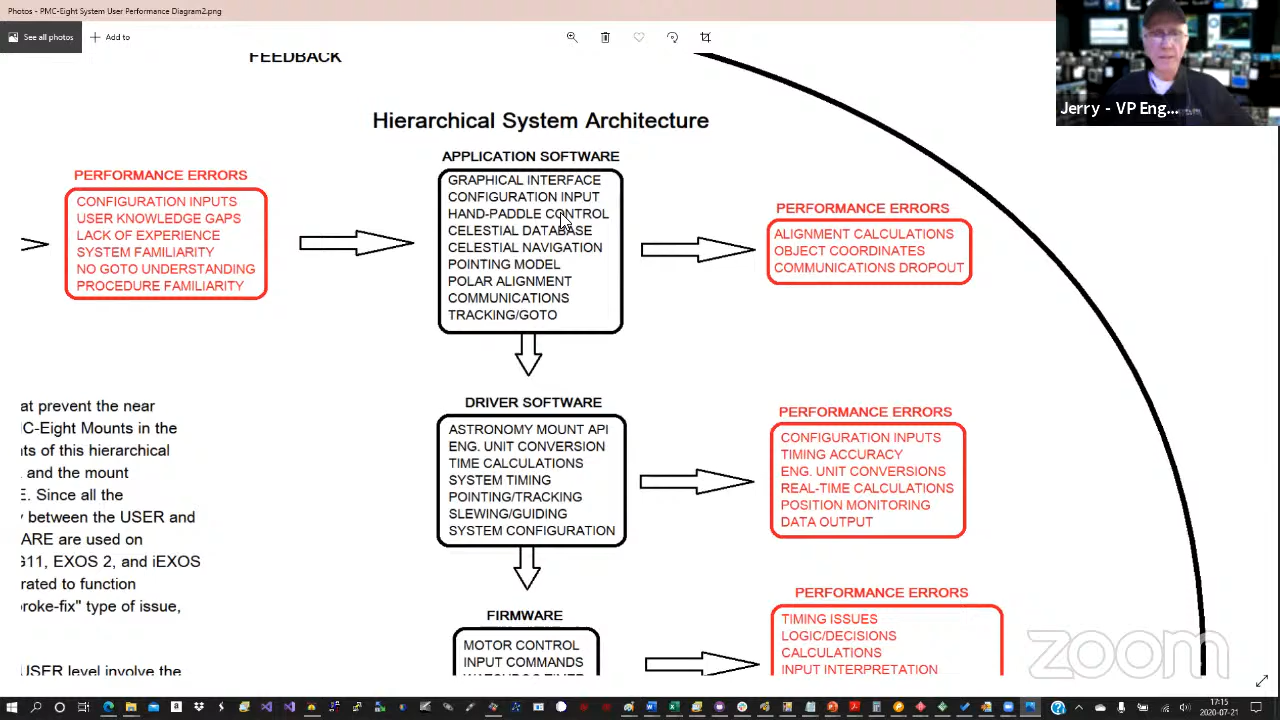 Photos - PMC-Eight System User Performance Diagram2.png
See all photos
Add to
Jerry - VP Eng...
FEEDBACK
Hierarchical System Architecture
PERFORMANCE ERRORS
CONFIGURATION INPUTS
USER KNOWLEDGE GAPS
LACK OF EXPERIENCE
SYSTEM FAMILIARITY
NO GOTO UNDERSTANDING
PROCEDURE FAMILIARITY
APPLICATION SOFTWARE
GRAPHICAL INTERFACE
CONFIGURATION INPUT
HAND-PADDLE CONTROL
CELESTIAL DATABASE
CELESTIAL NAVIGATION
POINTING MODEL
POLAR ALIGNMENT
COMMUNICATIONS
TRACKING/GOTO
PERFORMANCE ERRORS
ALIGNMENT CALCULATIONS
OBJECT COORDINATES
COMMUNICATIONS DROPOUT
at prevent the near
C-Eight Mounts in the
ts of this hierarchical
and the mount
E. Since all the
y between the USER and
ARE are used on
G11, EXOS 2, and iEXOS
rated to function
roke-fix" type of issue,
USER level involve the
DRIVER SOFTWARE
ASTRONOMY MOUNT API
ENG. UNIT CONVERSION
TIME CALCULATIONS
SYSTEM TIMING
POINTING/TRACKING
SLEWING/GUIDING
SYSTEM CONFIGURATION
PERFORMANCE ERRORS
CONFIGURATION INPUTS
TIMING ACCURACY
ENG. UNIT CONVERSIONS
REAL-TIME CALCULATIONS
POSITION MONITORING
DATA OUTPUT
FIRMWARE
MOTOR CONTROL
INPUT COMMANDS
WATCHDOG TIMER
PERFORMANCE ERRORS
TIMING ISSUES
LOGIC/DECISIONS
CALCULATIONS
INPUT INTERPRETATION
zoom
17:15
2020-07-21